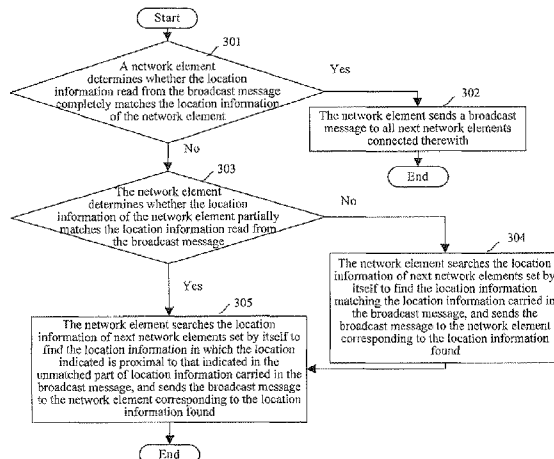 Start
301
A network element
determines whether the location
information read from the broadcast message
completely matches the location information
of the network element
Yes
302
The network element sends a broadcast
message to all next network elements
connected therewith
End
No
303
The network element
determines whether the location
information of the network element partially
matches the location information read from
the broadcast message
No
304
The network element searches the location
information of next network elements set by
itself to find the location information
matching the location information carried in
the broadcast message, and sends the
broadcast message to the network element
corresponding to the location information
found
Yes
305
The network element searches the location
information of next network elements set by itself to
find the location information in which the location
indicated is proximal to that indicated in the
unmatched part of location information carried in the
broadcast message, and sends the broadcast message
to the network element corresponding to the location
information found
End